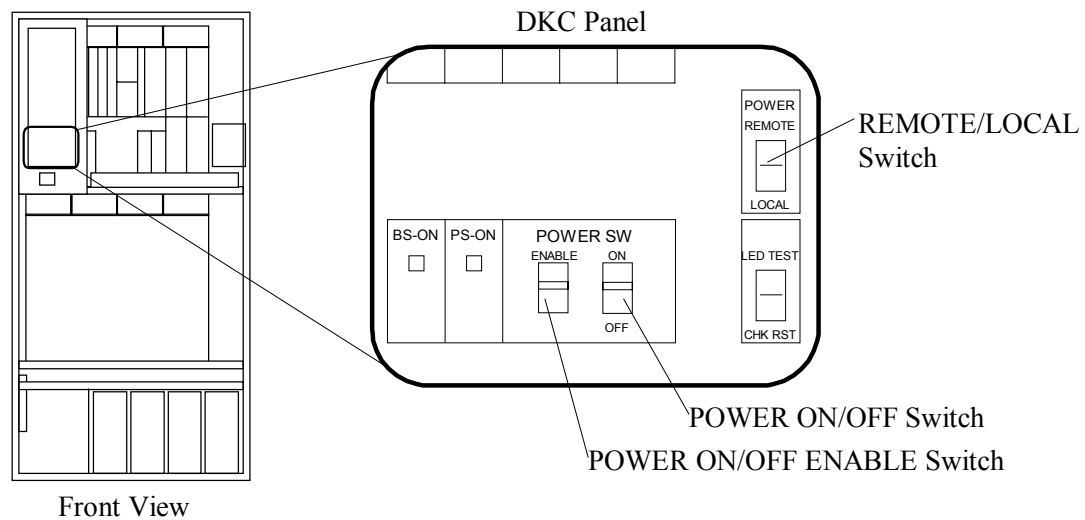 DKC Panel
POWER
REMOTE
LOCAL
REMOTE/LOCAL
Switch
BS-ON
PS-ON
POWER SW
ENABLE
ON
OFF
LED TEST
CHK RST
POWER ON/OFF Switch
POWER ON/OFF ENABLE Switch
Front View